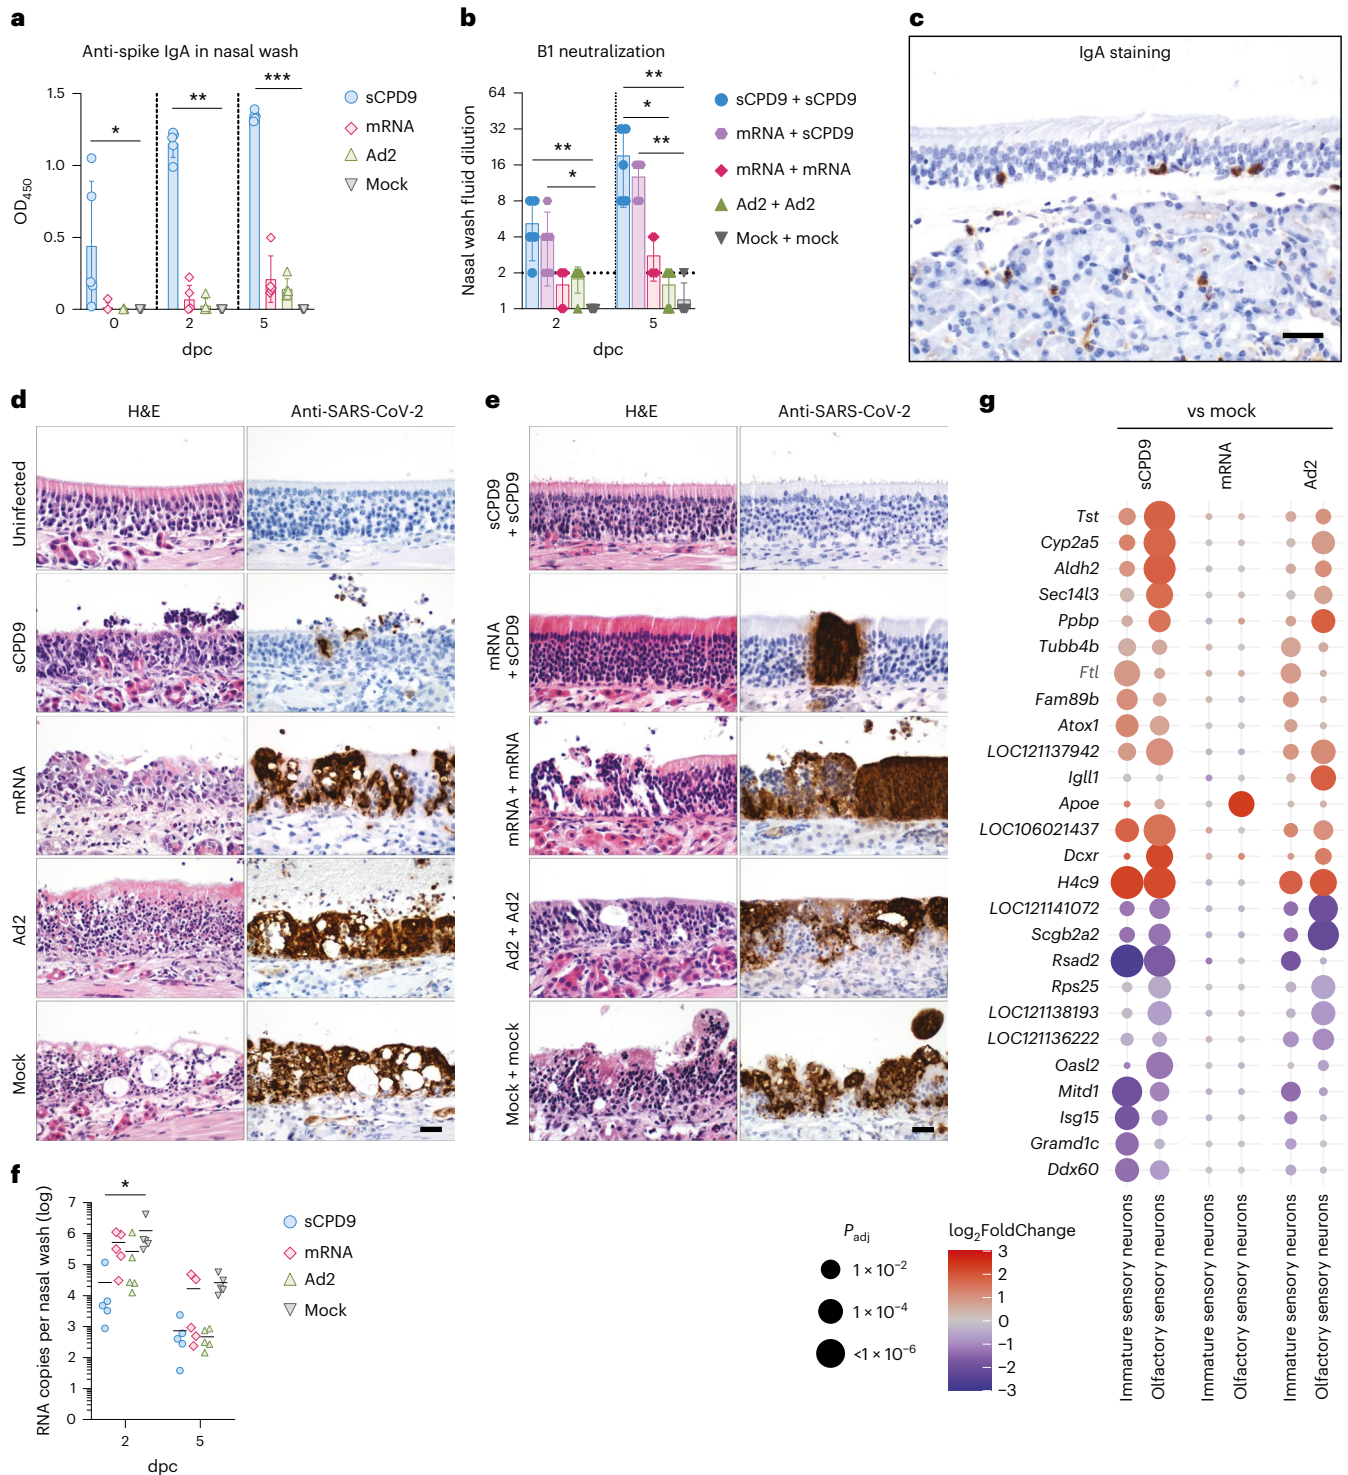 a
Anti-spike IgA in nasal wash
1.5
1.0
0.5
0
OD450
*
**
***
0
2
5
dpc
sCPD9
mRNA
Ad2
Mock
b
B1 neutralization
64
32
16
8
4
2
1
Nasal wash fluid dilution
**
*
**
*
**
2
5
dpc
sCPD9 + sCPD9
mRNA + sCPD9
mRNA + mRNA
Ad2 + Ad2
Mock + mock
c
IgA staining
d
H&E
Anti-SARS-CoV-2
Uninfected
sCPD9
mRNA
Ad2
Mock
e
H&E
Anti-SARS-CoV-2
sCPD9
+ sCPD9
mRNA
+ sCPD9
mRNA + mRNA
Ad2 + Ad2
Mock + mock
f
RNA copies per nasal wash (log)
7
6
5
4
3
2
1
0
*
2
5
dpc
sCPD9
mRNA
Ad2
Mock
g
vs mock
sCPD9
mRNA
Ad2
Tst
Cyp2a5
Aldh2
Sec14l3
Ppbp
Tubb4b
Ftl
Fam89b
Atox1
LOC121137942
Igll1
Apoe
LOC106021437
Dcxr
H4c9
LOC121141072
Scgb2a2
Rsad2
Rps25
LOC121138193
LOC121136222
Oasl2
Mitd1
Isg15
Gramd1c
Ddx60
Immature sensory neurons
Olfactory sensory neurons
Immature sensory neurons
Olfactory sensory neurons
Immature sensory neurons
Olfactory sensory neurons
Padj
1 × 10−2
1 × 10−4
<1 × 10−6
log2FoldChange
3
2
1
0
−1
−2
−3